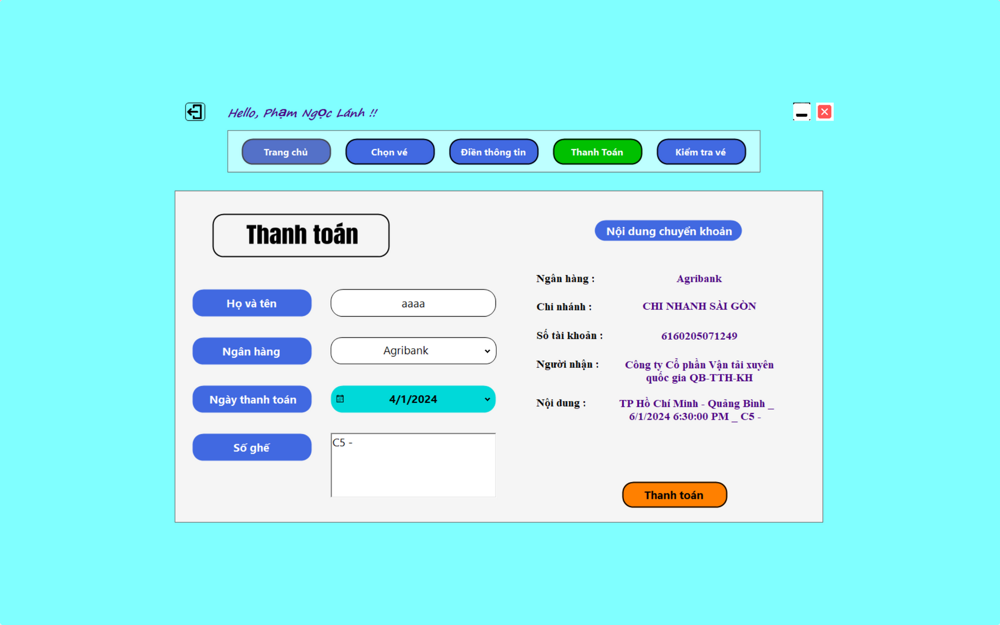 Hello, Phạm Ngọc Lánh !!
Trang chủ
Chọn vé
Điền thông tin
Thanh Toán
Kiểm tra vé
Thanh toán
Họ và tên
aaaa
Ngân hàng
Agribank
Ngày thanh toán
4/1/2024
Số ghế
C5 -
Nội dung chuyển khoản
Ngân hàng :
Agribank
Chi nhánh :
CHI NHANH SÀI GÒN
Số tài khoản :
6160205071249
Người nhận :
Công ty Cổ phần Vận tải xuyên
quốc gia QB-TTH-KH
Nội dung :
TP Hồ Chí Minh - Quảng Bình _
6/1/2024 6:30:00 PM _ C5 -
Thanh toán